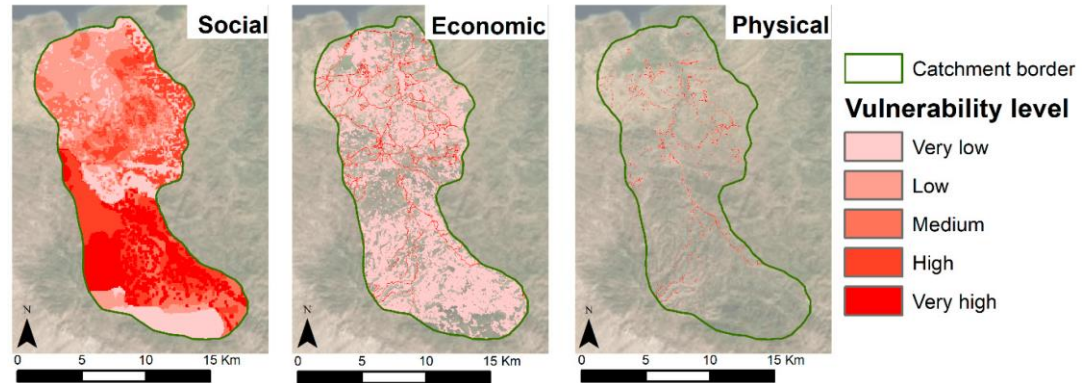 Social
Economic
Physical
Catchment border
Vulnerability level
Very low
Low
Medium
High
Very high
N
N
N
0 5 10 15 Km
0 5 10 15 Km
0 5 10 15 Km